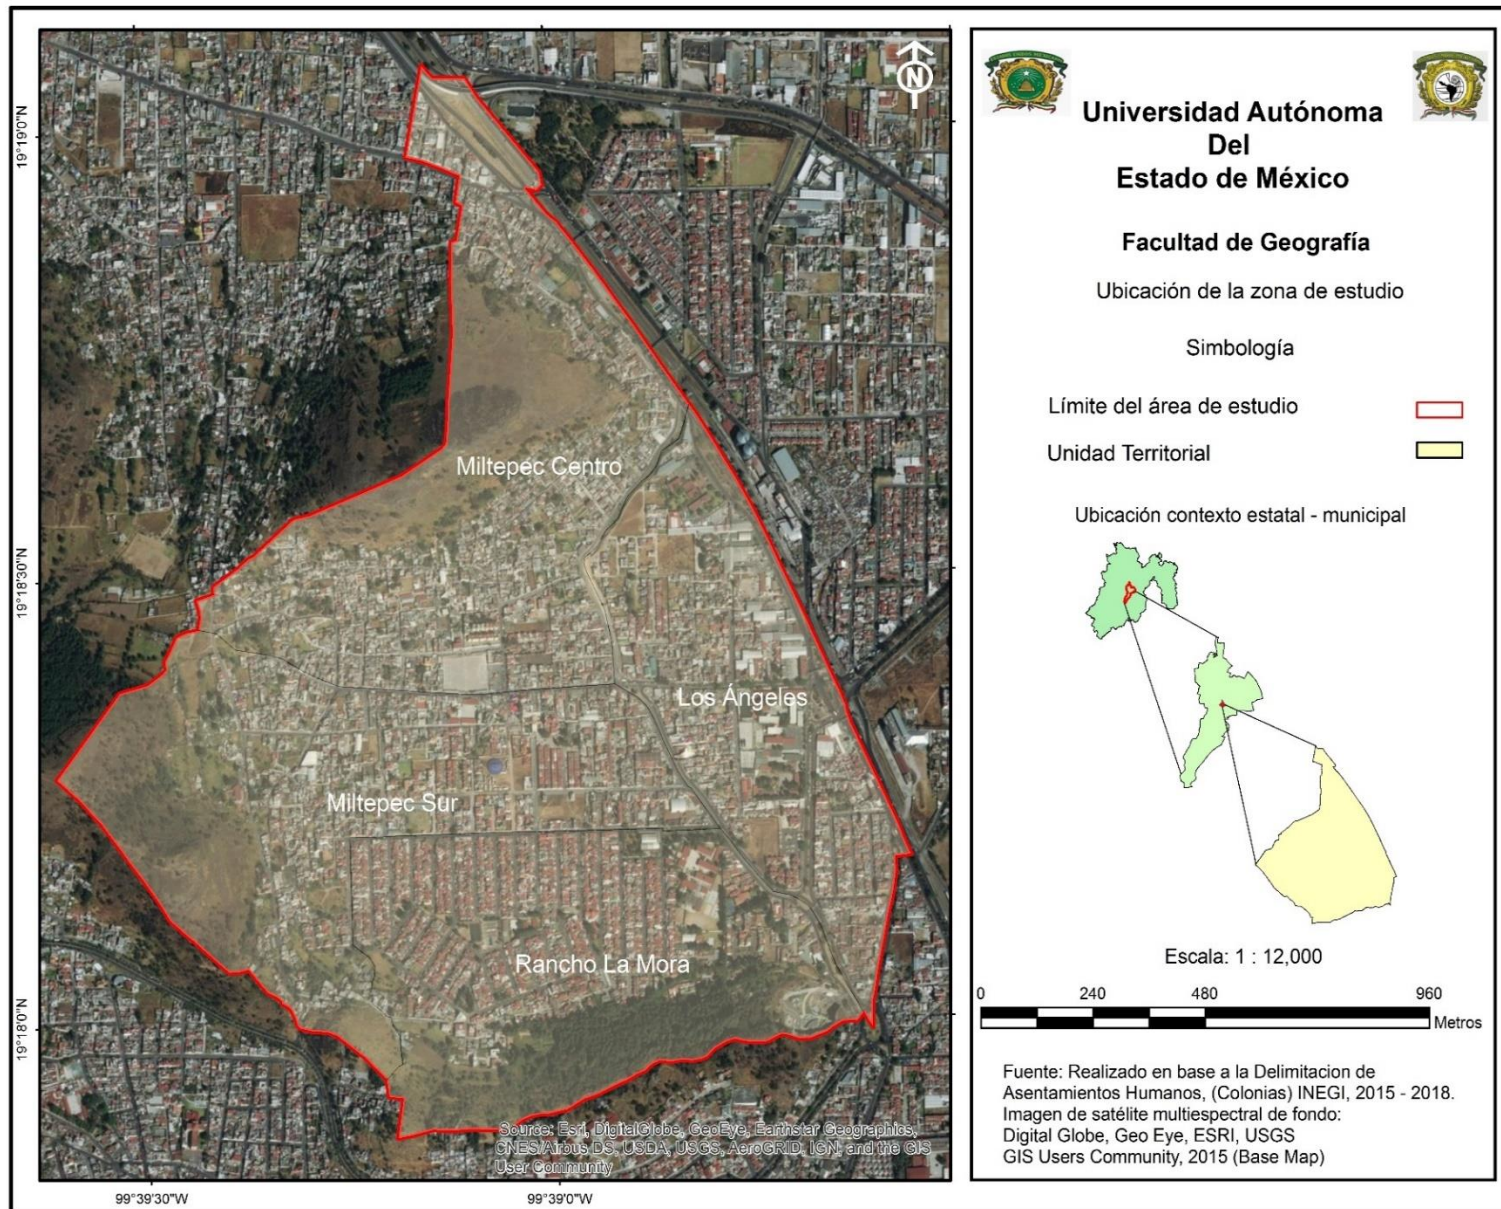 19°19'0"N
19°18'30"N
19°18'0"N
99°39'30"W
99°39'0"W
N
Miltepec Centro
Los Ángeles
Miltepec Sur
Rancho La Mora
Source: Esri, DigitalGlobe, GeoEye, Earthstar Geographics,
CNES/Airbus DS, USDA, USGS, AeroGRID, IGN, and the GIS
User Community
Universidad Autónoma
Del
Estado de México
Facultad de Geografía
Ubicación de la zona de estudio
Simbología
Límite del área de estudio
Unidad Territorial
Ubicación contexto estatal - municipal
Escala: 1 : 12,000
0 240 480 960
Metros
Fuente: Realizado en base a la Delimitacion de
Asentamientos Humanos, (Colonias) INEGI, 2015 - 2018.
Imagen de satélite multiespectral de fondo:
Digital Globe, Geo Eye, ESRI, USGS
GIS Users Community, 2015 (Base Map)